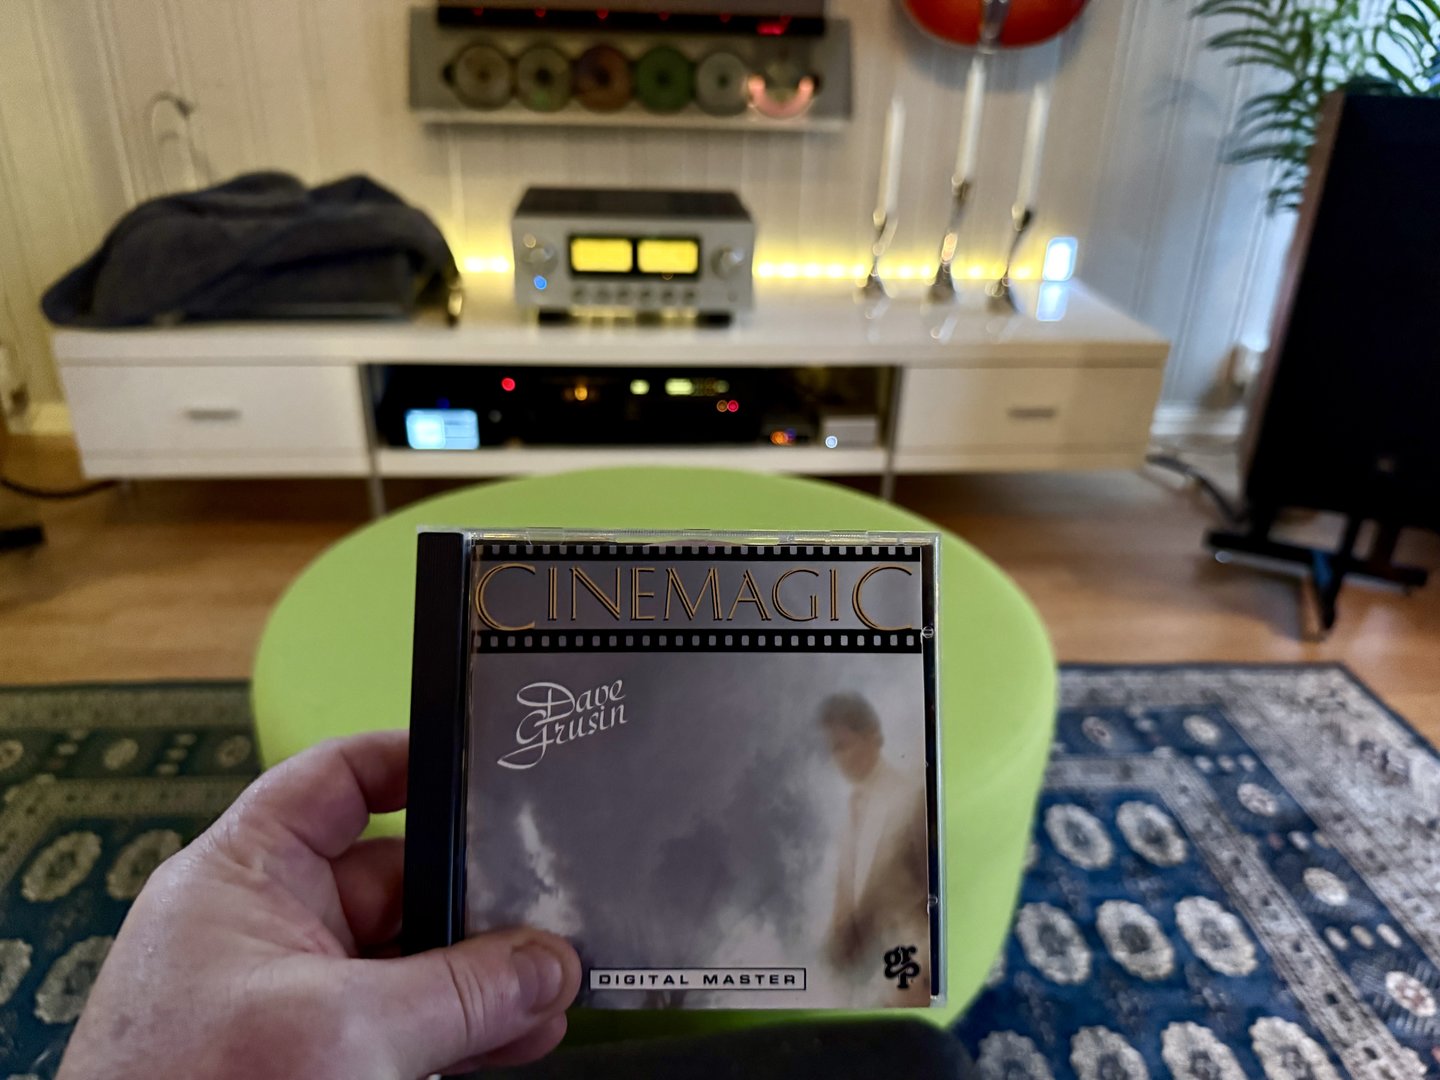 CINEMAGIC
Dave
Grusin
DIGITAL MASTER
grp